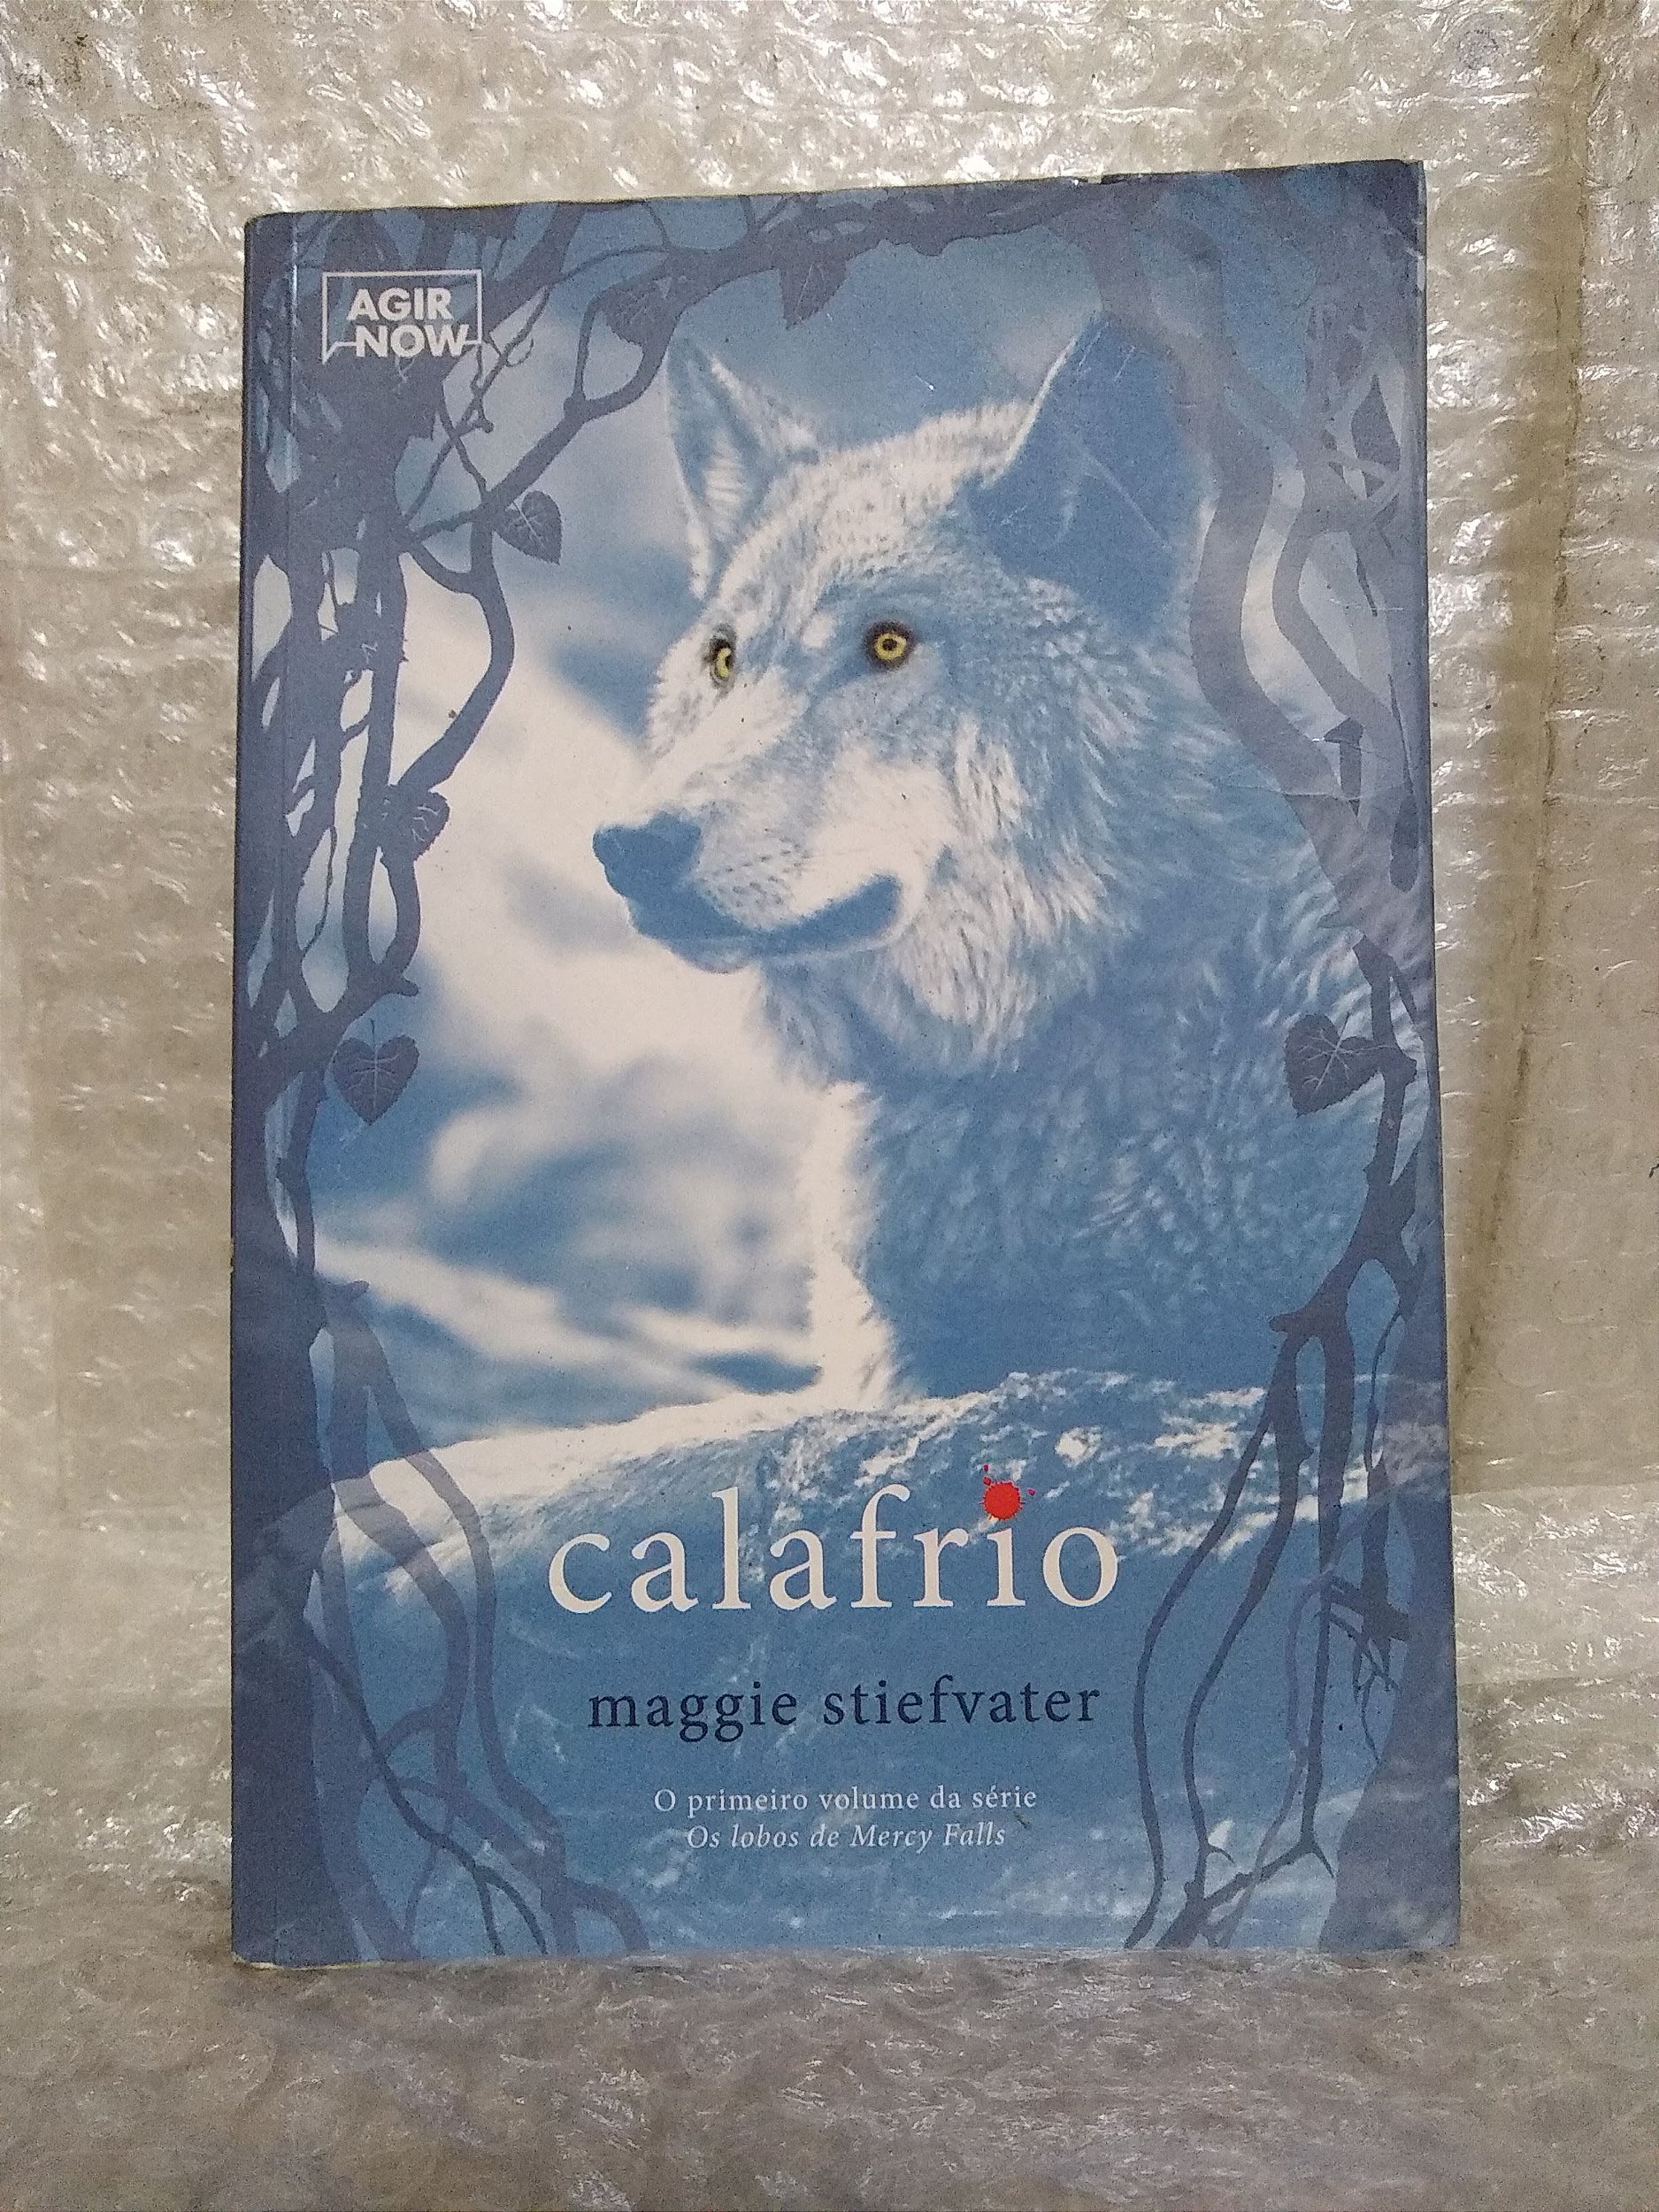 AGIR
NOW
calafrio
maggie stiefvater
O primeiro volume da série
Os lobos de Mercy Falls